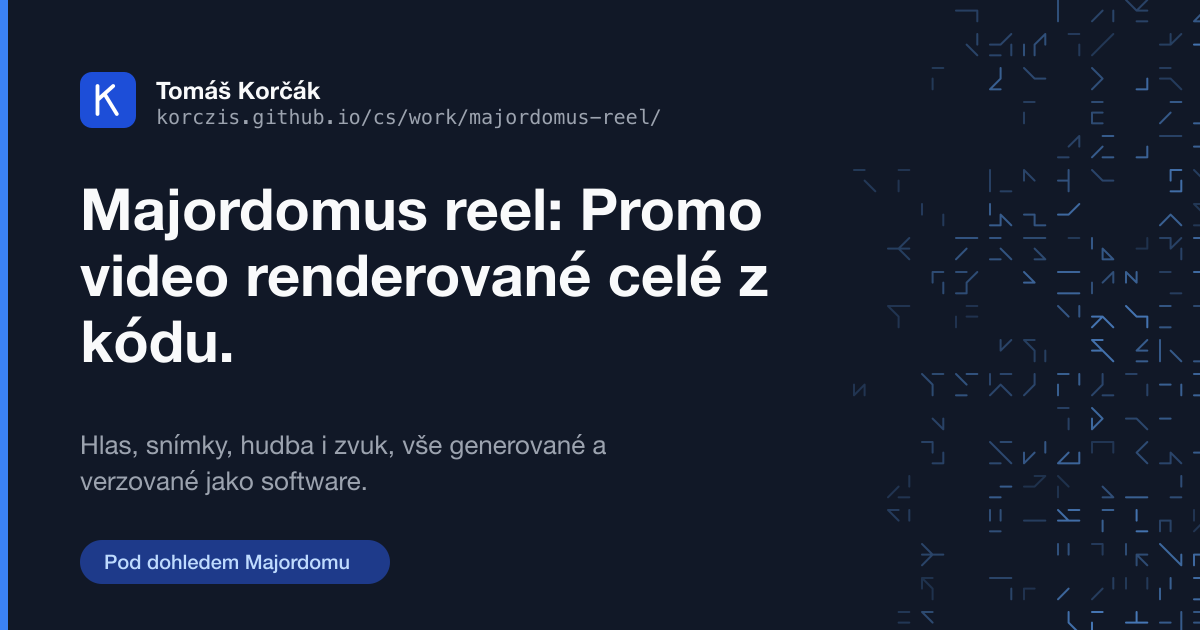 Tomáš Korčák
korczis.github.io/cs/work/majordomus-reel/
Majordomus reel: Promo
video renderované celé z
kódu.
Hlas, snímky, hudba i zvuk, vše generované a
verzované jako software.
Pod dohledem Majordomu